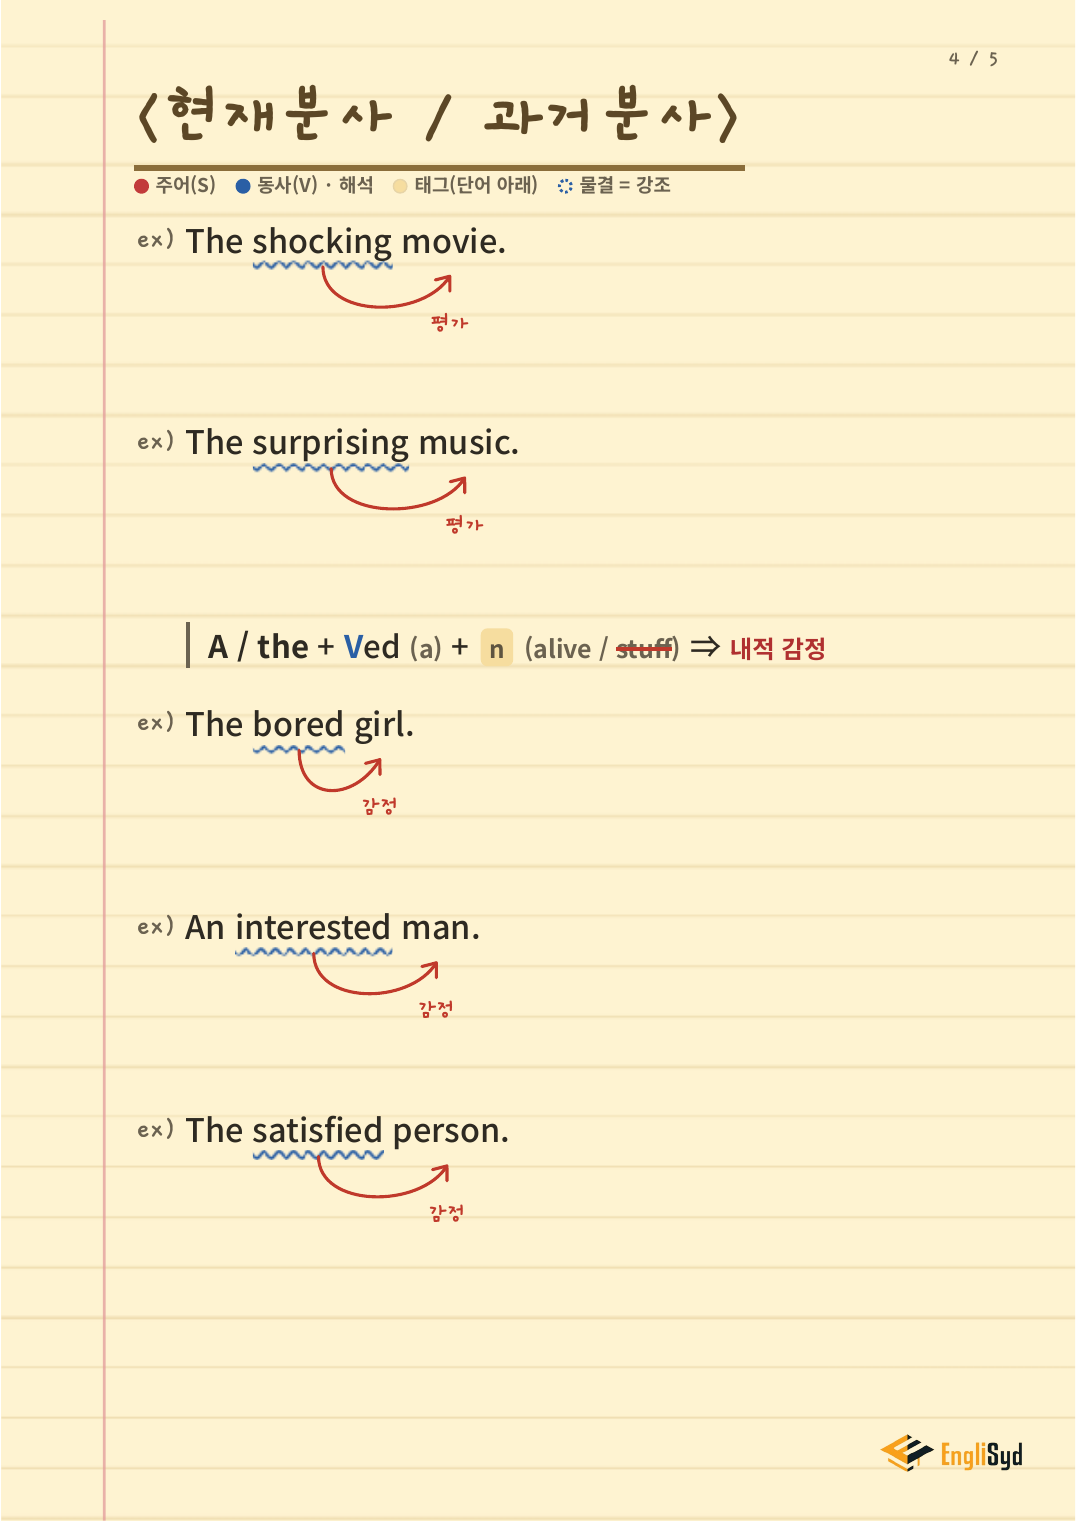 4 / 5
<현재분사 / 과거분사>
주어(S) 동사(V) · 해석 태그(단어 아래) 물결 = 강조
ex) The shocking movie.
평가
ex) The surprising music.
평가
A / the + Ved (a) + n (alive / stuff) ⇒ 내적 감정
ex) The bored girl.
감정
ex) An interested man.
감정
ex) The satisfied person.
감정
EngliSyd